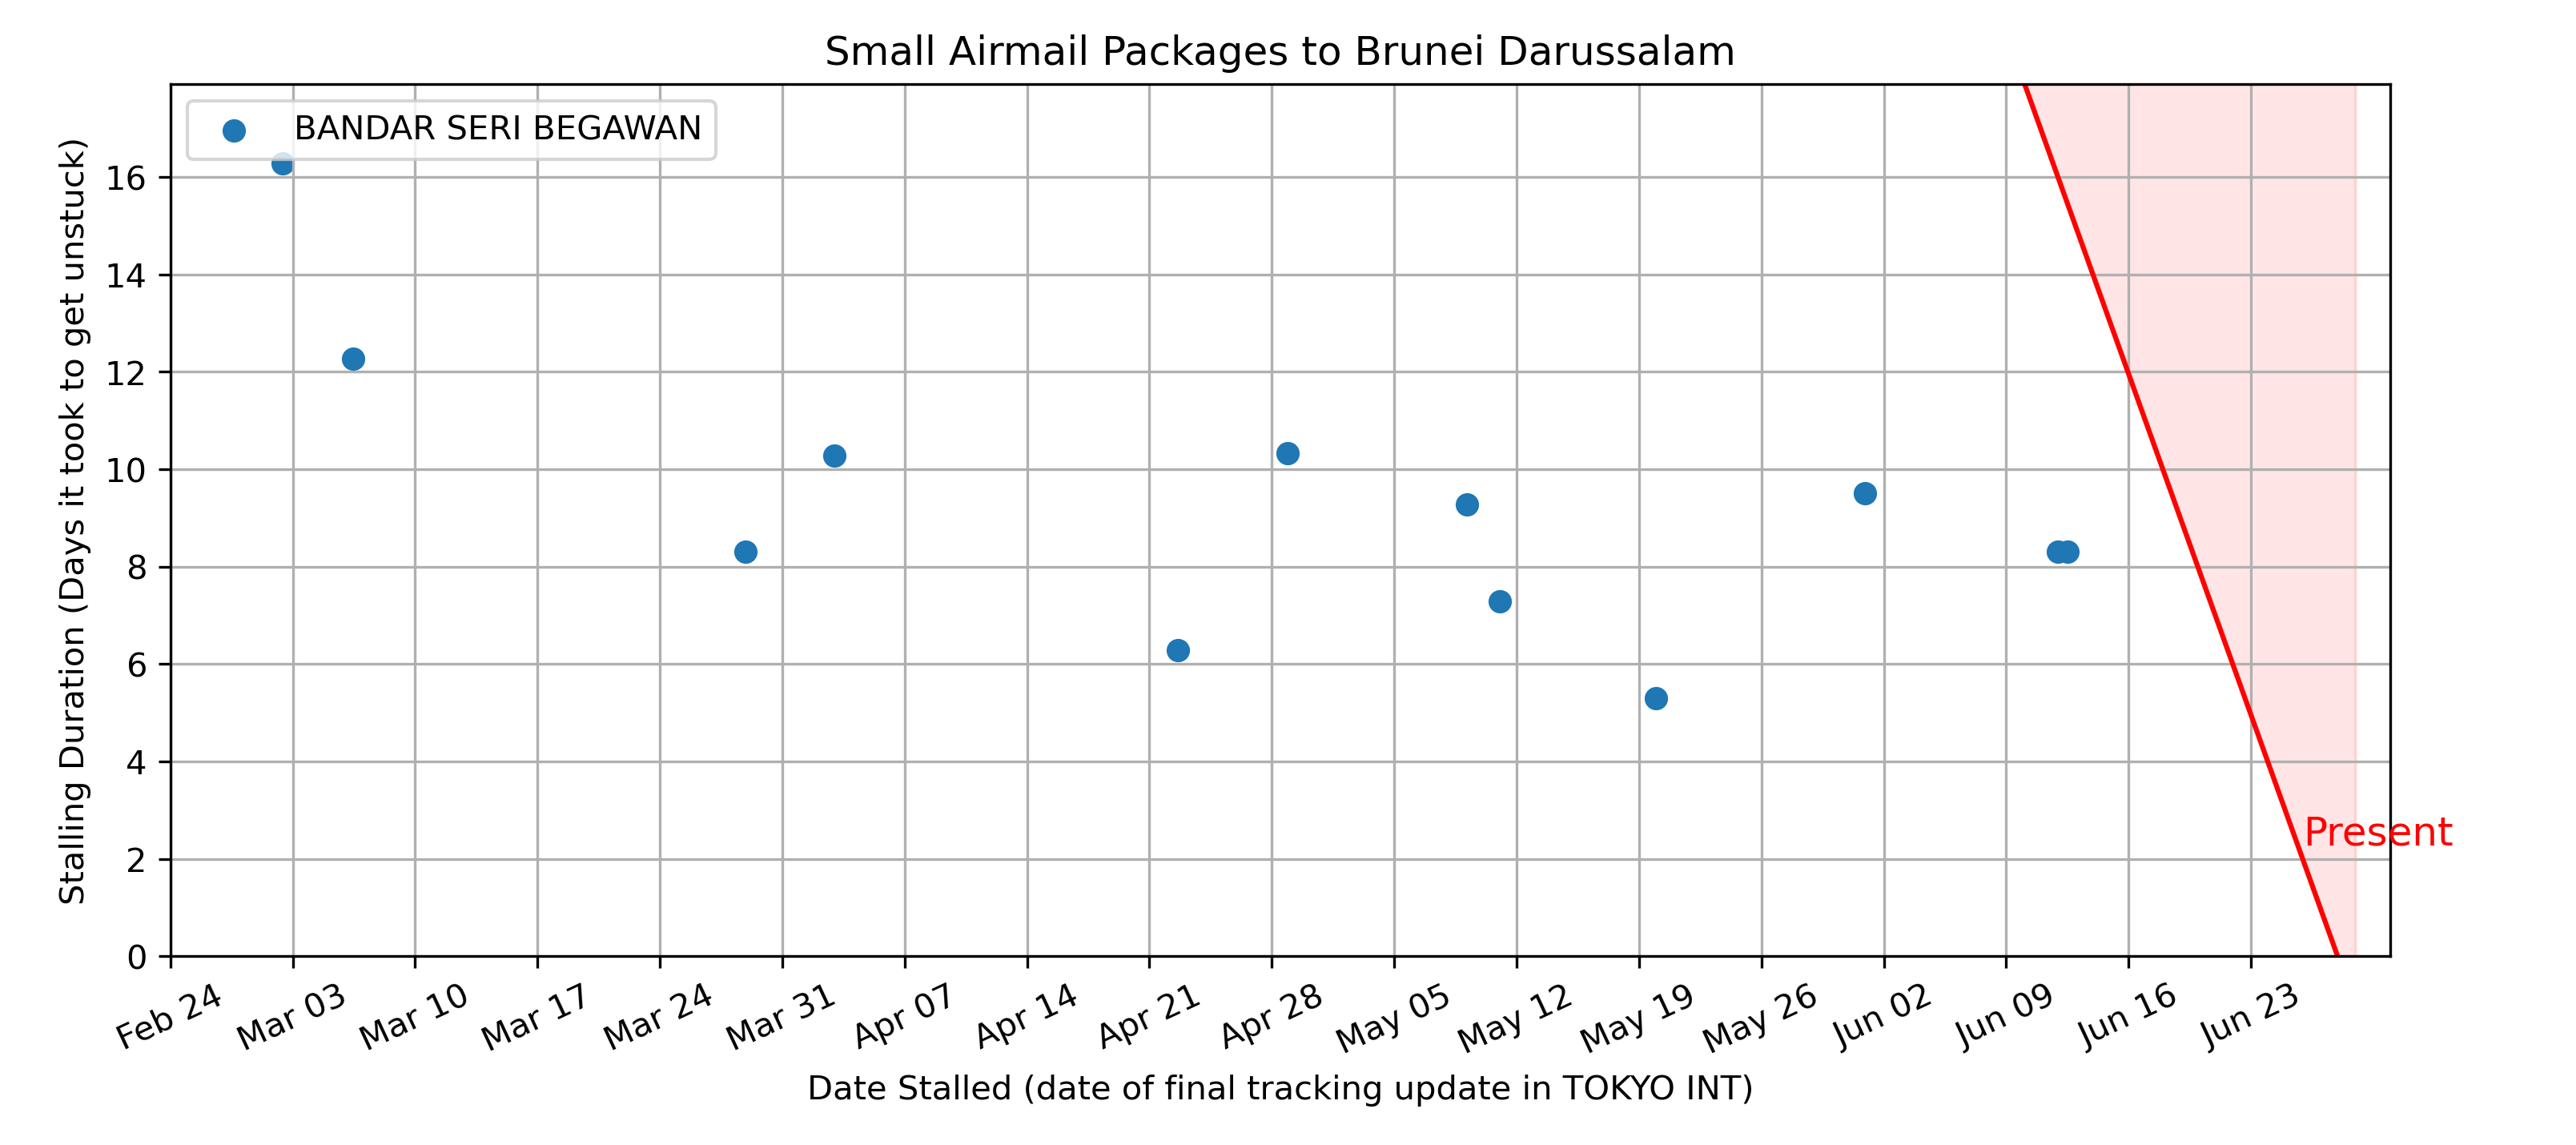 Small Airmail Packages to Brunei Darussalam
BANDAR SERI BEGAWAN
Stalling Duration (Days it took to get unstuck)
16
14
12
10
8
6
4
2
0
Present
Feb 24
Mar 03
Mar 10
Mar 17
Mar 24
Mar 31
Apr 07
Apr 14
Apr 21
Apr 28
May 05
May 12
May 19
May 26
Jun 02
Jun 09
Jun 16
Jun 23
Date Stalled (date of final tracking update in TOKYO INT)